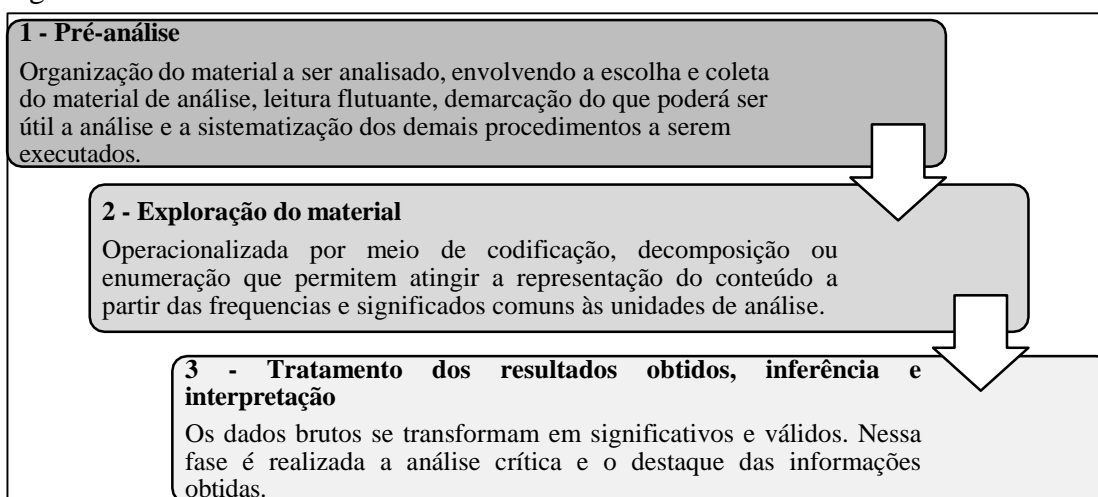 1 - Pré-análise
Organização do material a ser analisado, envolvendo a escolha e coleta
do material de análise, leitura flutuante, demarcação do que poderá ser
útil a análise e a sistematização dos demais procedimentos a serem
executados.
2 - Exploração do material
Operacionalizada por meio de codificação, decomposição ou
enumeração que permitem atingir a representação do conteúdo a
partir das frequencias e significados comuns às unidades de análise.
3 - Tratamento dos resultados obtidos, inferência e
interpretação
Os dados brutos se transformam em significativos e válidos. Nessa
fase é realizada a análise crítica e o destaque das informações
obtidas.